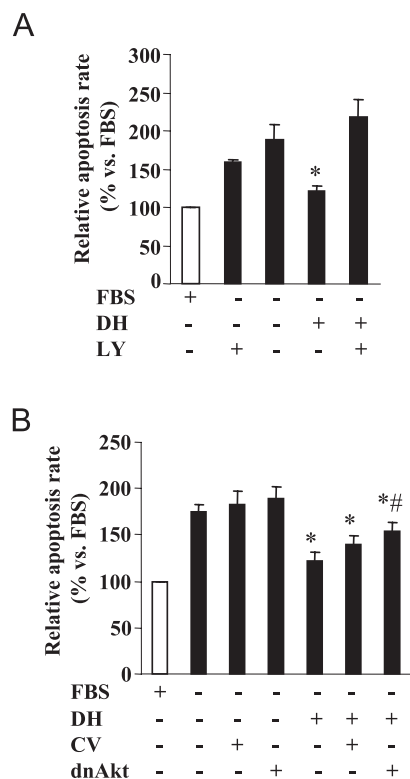 A
Relative apoptosis rate
(% vs. FBS)
300
250
200
150
100
50
0
*
FBS + - - - -
DH - - - + +
LY - + - - +
B
Relative apoptosis rate
(% vs. FBS)
250
200
150
100
50
0
* * *#
FBS + - - - - - -
DH - - - - + + +
CV - - + - - + -
dnAkt - - - + - - +